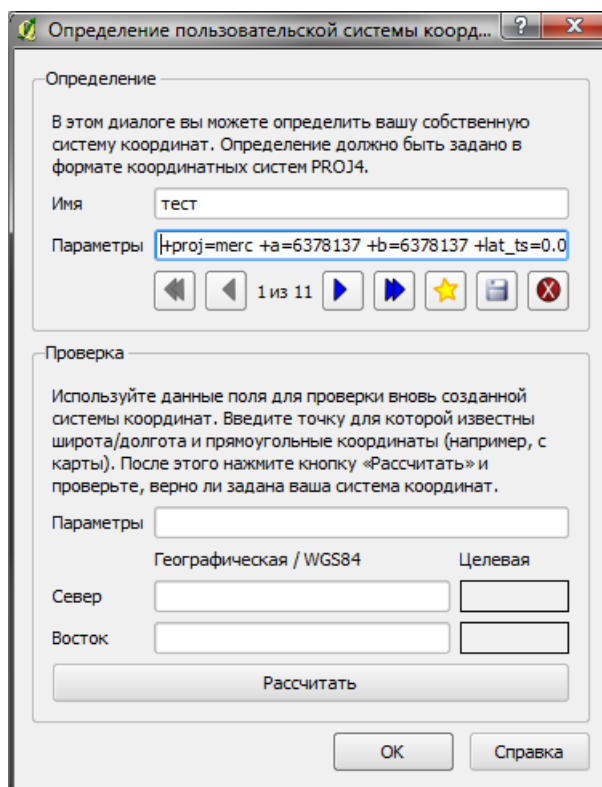 Определение пользовательской системы коорд...
Определение
В этом диалоге вы можете определить вашу собственную
систему координат. Определение должно быть задано в
формате координатных систем PROJ4.
Имя тест
Параметры +proj=merc +a=6378137 +b=6378137 +lat_ts=0.0
1 из 11
Проверка
Используйте данные поля для проверки вновь созданной
системы координат. Введите точку для которой известны
широта/долгота и прямоугольные координаты (например, с
карты). После этого нажмите кнопку «Рассчитать» и
проверьте, верно ли задана ваша система координат.
Параметры
Географическая / WGS84 Целевая
Север
Восток
Рассчитать
ОК Справка